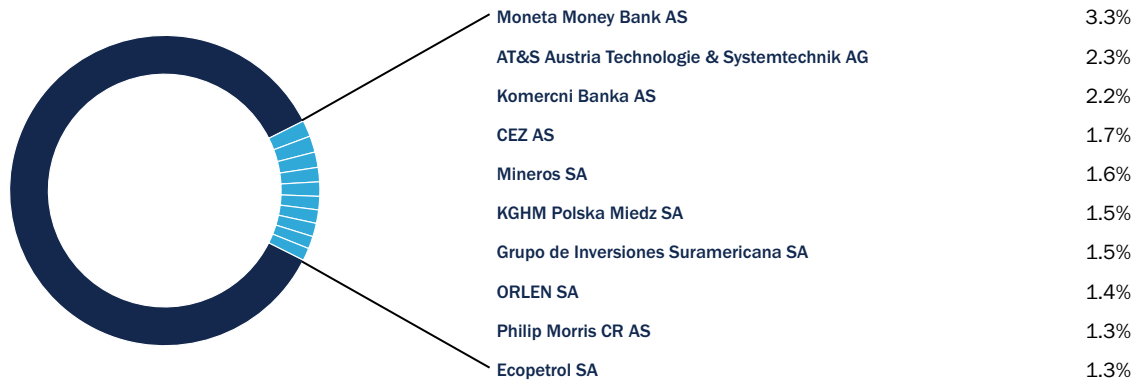 Moneta Money Bank AS 3.3%
AT&S Austria Technologie & Systemtechnik AG 2.3%
Komercni Banka AS 2.2%
CEZ AS 1.7%
Mineros SA 1.6%
KGHM Polska Miedz SA 1.5%
Grupo de Inversiones Suramericana SA 1.5%
ORLEN SA 1.4%
Philip Morris CR AS 1.3%
Ecopetrol SA 1.3%